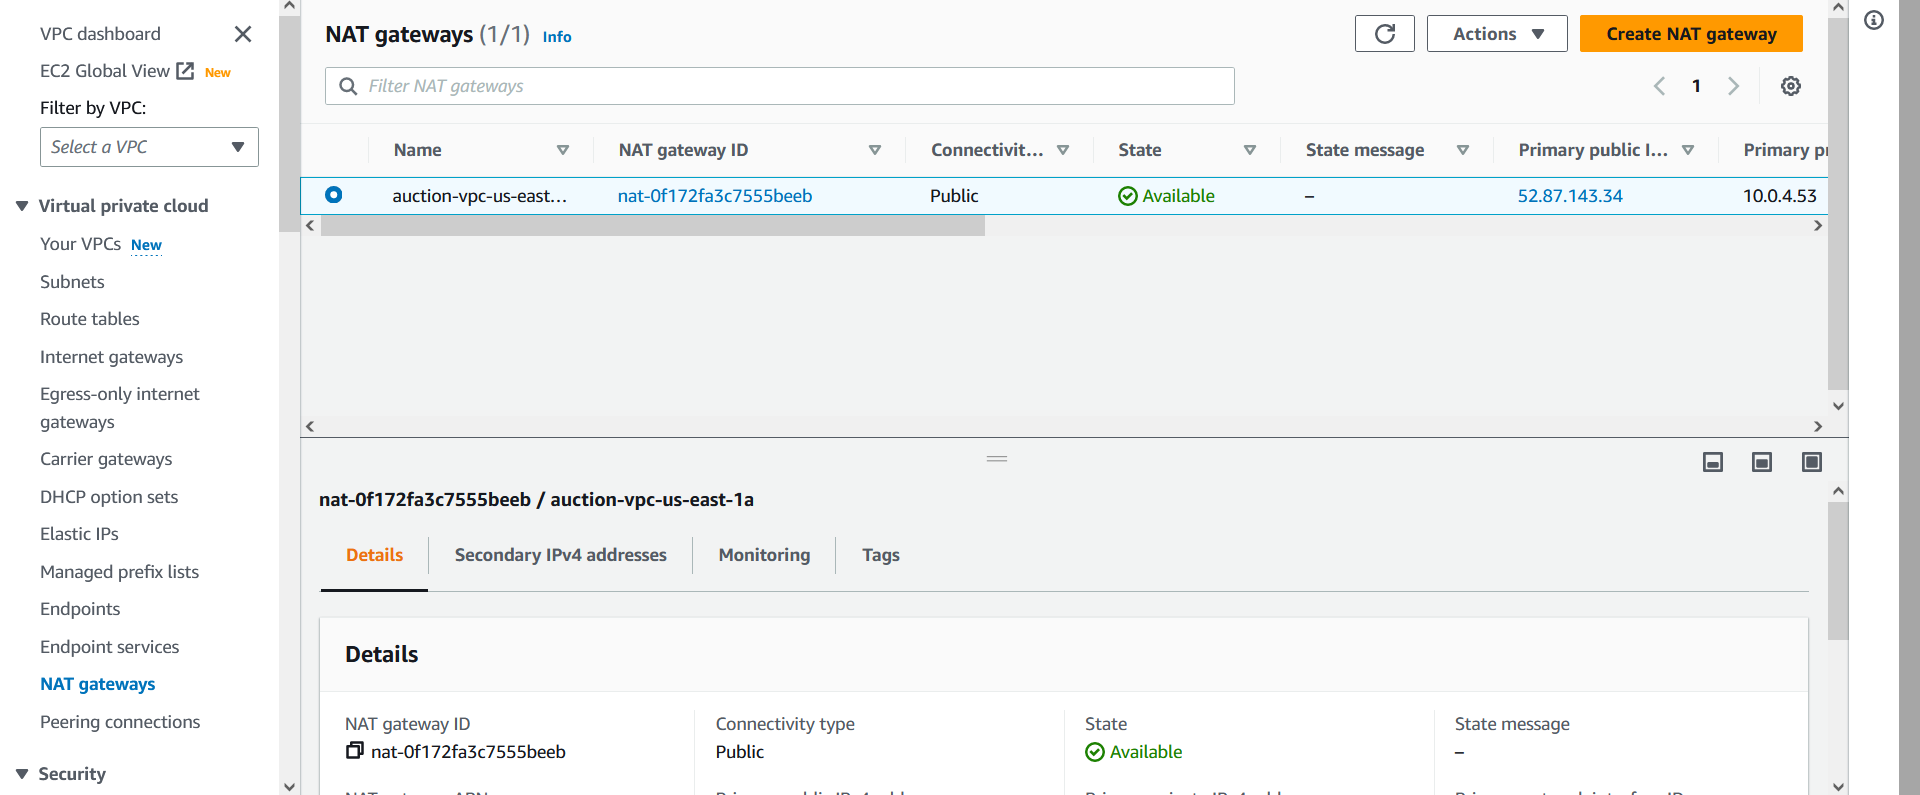 VPC dashboard
EC2 Global View New
Filter by VPC:
Select a VPC
Virtual private cloud
Your VPCs New
Subnets
Route tables
Internet gateways
Egress-only internet
gateways
Carrier gateways
DHCP option sets
Elastic IPs
Managed prefix lists
Endpoints
Endpoint services
NAT gateways
Peering connections
Security
NAT gateways (1/1) Info
Actions
Create NAT gateway
Filter NAT gateways
1
Name NAT gateway ID Connectivit... State State message Primary public I... Primary pr
auction-vpc-us-east... nat-0f172fa3c7555beeb Public Available – 52.87.143.34 10.0.4.53
nat-0f172fa3c7555beeb / auction-vpc-us-east-1a
Details Secondary IPv4 addresses Monitoring Tags
Details
NAT gateway ID Connectivity type State State message
nat-0f172fa3c7555beeb Public Available –